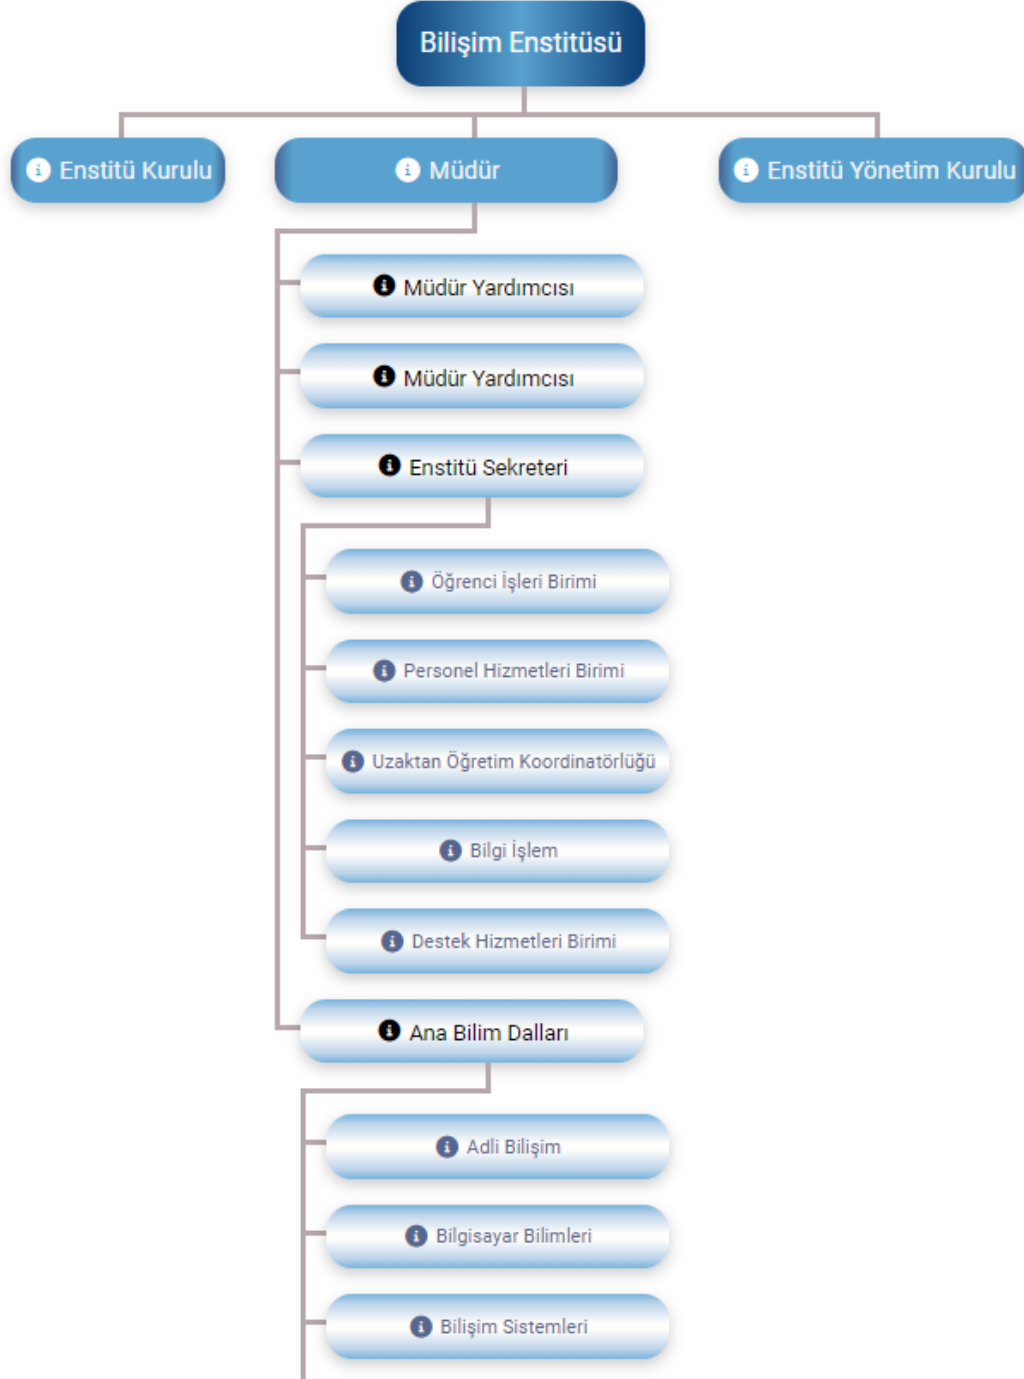 Bilişim Enstitüsü
Enstitü Kurulu
Müdür
Enstitü Yönetim Kurulu
Müdür Yardımcısı
Müdür Yardımcısı
Enstitü Sekreteri
Öğrenci İşleri Birimi
Personel Hizmetleri Birimi
Uzaktan Öğretim Koordinatörlüğü
Bilgi İşlem
Destek Hizmetleri Birimi
Ana Bilim Dalları
Adli Bilişim
Bilgisayar Bilimleri
Bilişim Sistemleri